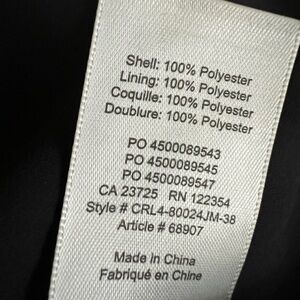 Shell: 100% Polyester
Lining: 100% Polyester
Coquille: 100% Polyester
Doublure: 100% Polyester
PO 4500089543
PO 4500089545
PO 4500089547
CA 23725 RN 122354
Style # CRL4-80024JM-38
Article # 68907
Made in China
Fabriqué en Chine